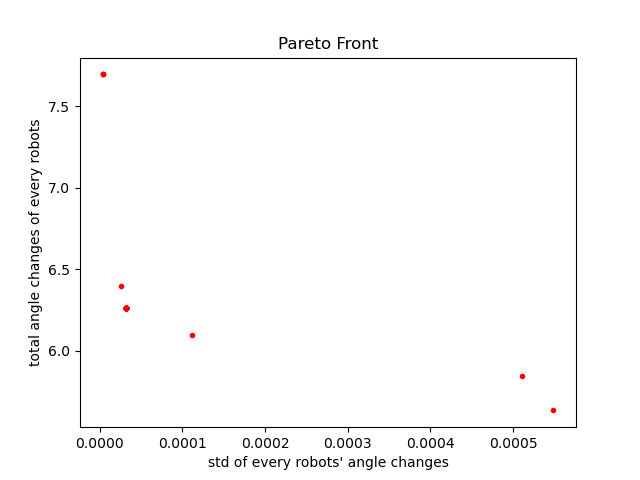 Pareto Front
total angle changes of every robots
7.5
7.0
6.5
6.0
0.0000 0.0001 0.0002 0.0003 0.0004 0.0005
std of every robots' angle changes